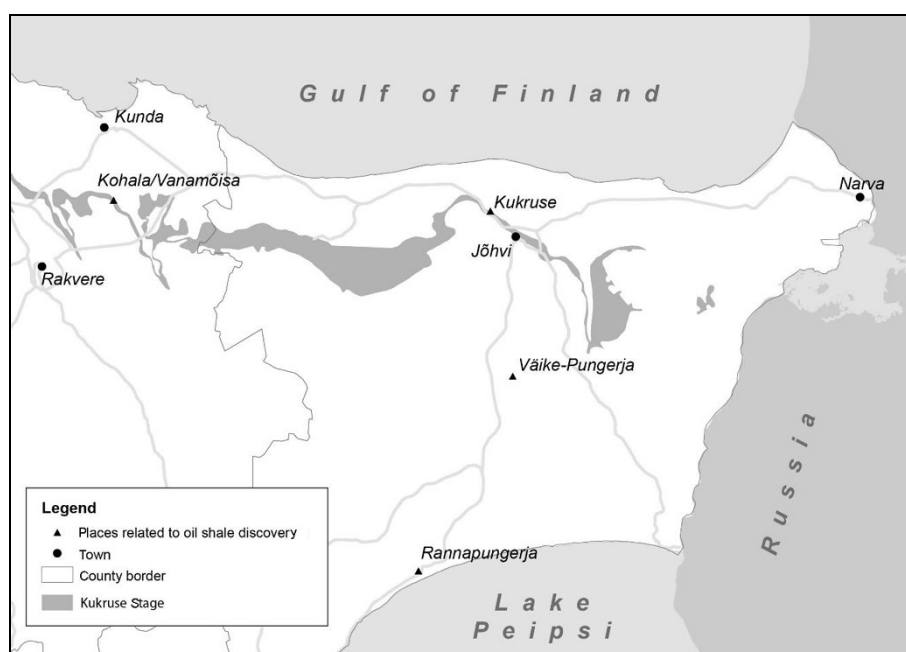 Gulf of Finland
Kunda
Kohala/Vanamõisa
Narva
Kukruse
Jõhvi
Rakvere
Väike-Pungerja
Russia
Legend
Places related to oil shale discovery
Town
County border
Kukruse Stage
Rannapungerja
Lake
Peipsi